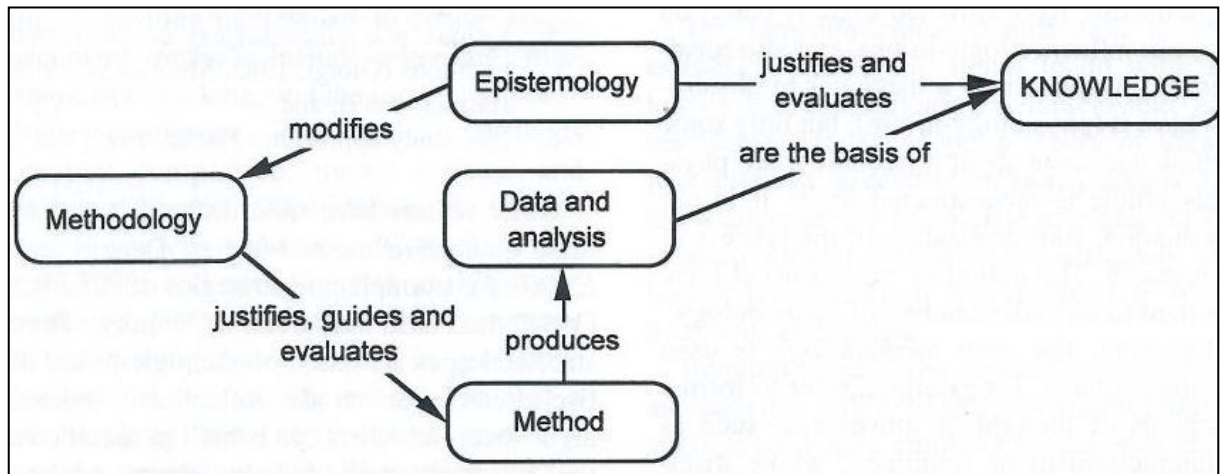 Epistemology
justifies and
evaluates
KNOWLEDGE
modifies
are the basis of
Methodology
Data and
analysis
justifies, guides and
evaluates
produces
Method